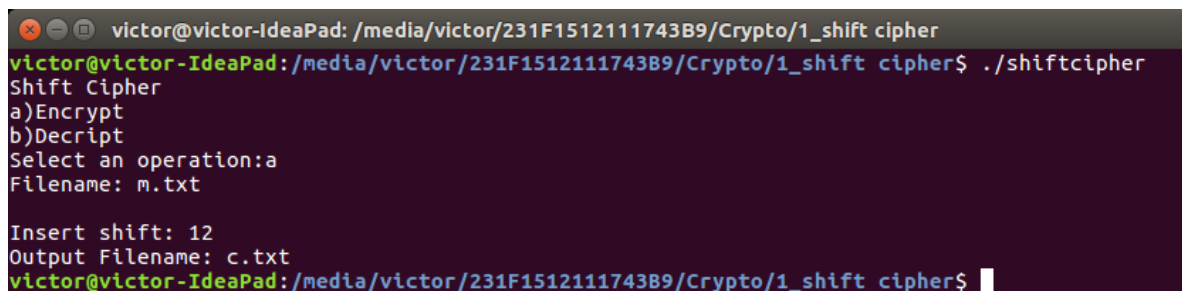 victor@victor-IdeaPad: /media/victor/231F1512111743B9/Crypto/1_shift cipher
victor@victor-IdeaPad:/media/victor/231F1512111743B9/Crypto/1_shift cipher$ ./shiftcipher
Shift Cipher
a)Encrypt
b)Decript
Select an operation:a
Filename: m.txt
Insert shift: 12
Output Filename: c.txt
victor@victor-IdeaPad:/media/victor/231F1512111743B9/Crypto/1_shift cipher$